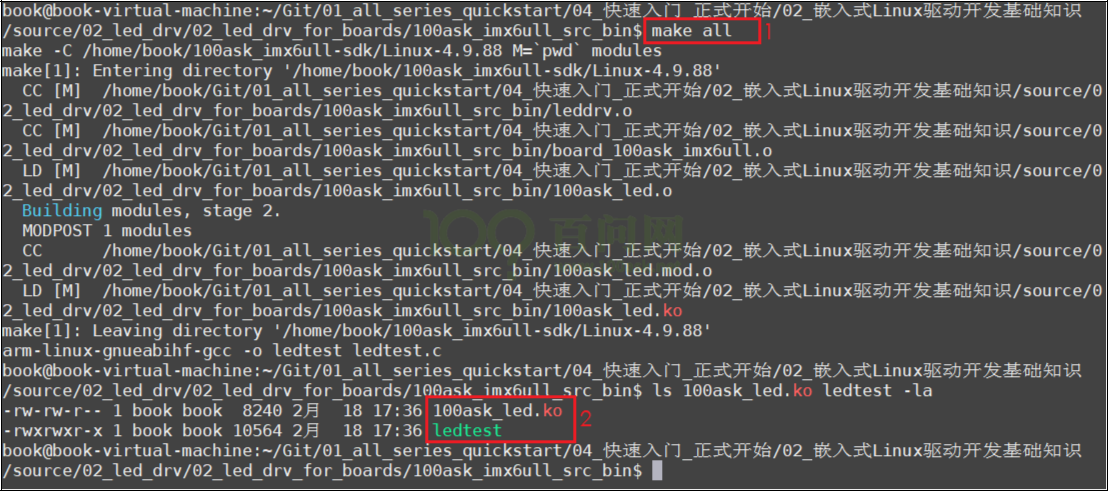 book@book-virtual-machine:~/Git/01_all_series_quickstart/04_快速入门_正式开始/02_嵌入式Linux驱动开发基础知识
/source/02_led_drv/02_led_drv_for_boards/100ask_imx6ull_src_bin$ make all 1
make -C /home/book/100ask_imx6ull-sdk/Linux-4.9.88 M=`pwd` modules
make[1]: Entering directory '/home/book/100ask_imx6ull-sdk/Linux-4.9.88'
  CC [M]  /home/book/Git/01_all_series_quickstart/04_快速入门_正式开始/02_嵌入式Linux驱动开发基础知识/source/0
2_led_drv/02_led_drv_for_boards/100ask_imx6ull_src_bin/leddrv.o
  CC [M]  /home/book/Git/01_all_series_quickstart/04_快速入门_正式开始/02_嵌入式Linux驱动开发基础知识/source/0
2_led_drv/02_led_drv_for_boards/100ask_imx6ull_src_bin/board_100ask_imx6ull.o
  LD [M]  /home/book/Git/01_all_series_quickstart/04_快速入门_正式开始/02_嵌入式Linux驱动开发基础知识/source/0
2_led_drv/02_led_drv_for_boards/100ask_imx6ull_src_bin/100ask_led.o
  Building modules, stage 2.
  MODPOST 1 modules
  CC      /home/book/Git/01_all_series_quickstart/04_快速入门_正式开始/02_嵌入式Linux驱动开发基础知识/source/0
2_led_drv/02_led_drv_for_boards/100ask_imx6ull_src_bin/100ask_led.mod.o
  LD [M]  /home/book/Git/01_all_series_quickstart/04_快速入门_正式开始/02_嵌入式Linux驱动开发基础知识/source/0
2_led_drv/02_led_drv_for_boards/100ask_imx6ull_src_bin/100ask_led.ko
make[1]: Leaving directory '/home/book/100ask_imx6ull-sdk/Linux-4.9.88'
arm-linux-gnueabihf-gcc -o ledtest ledtest.c
book@book-virtual-machine:~/Git/01_all_series_quickstart/04_快速入门_正式开始/02_嵌入式Linux驱动开发基础知识
/source/02_led_drv/02_led_drv_for_boards/100ask_imx6ull_src_bin$ ls 100ask_led.ko ledtest -la
-rw-rw-r-- 1 book book  8240 2月  18 17:36 100ask_led.ko 2
-rwxrwxr-x 1 book book 10564 2月  18 17:36 ledtest
book@book-virtual-machine:~/Git/01_all_series_quickstart/04_快速入门_正式开始/02_嵌入式Linux驱动开发基础知识
/source/02_led_drv/02_led_drv_for_boards/100ask_imx6ull_src_bin$
100 百问网